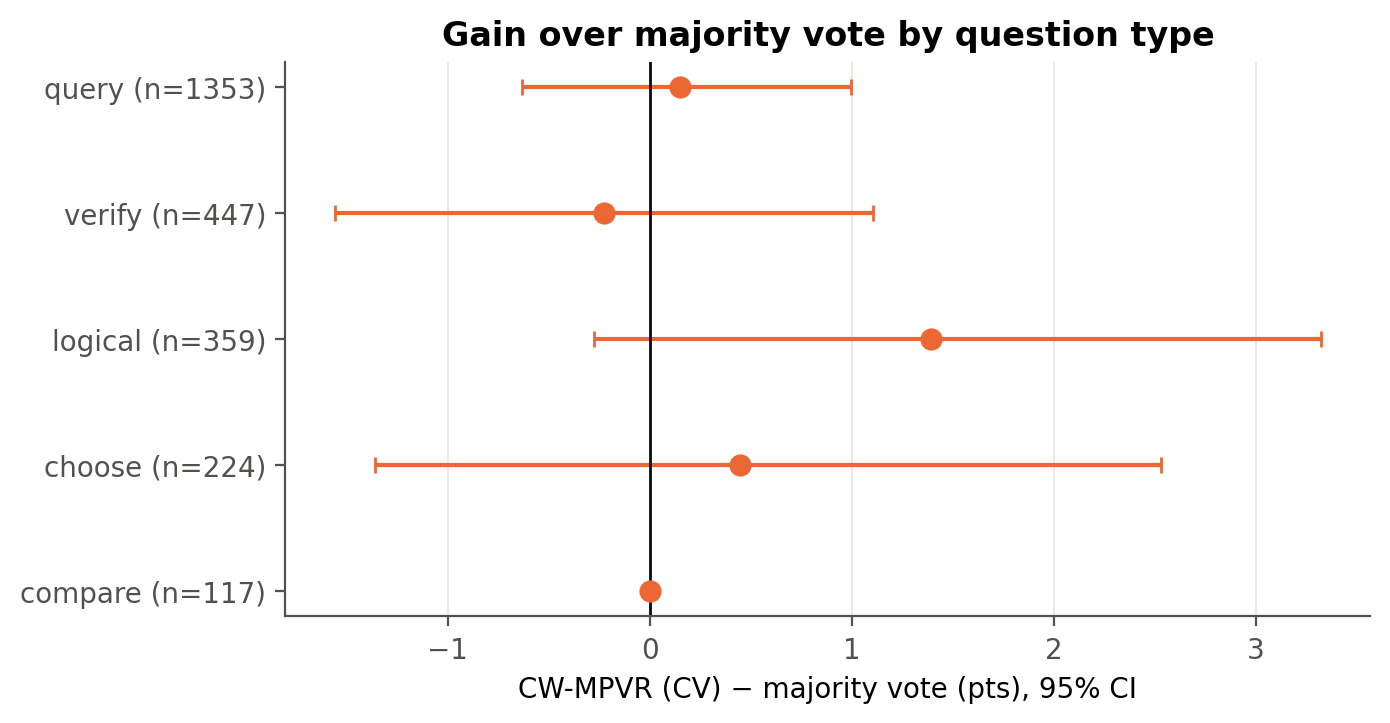 Gain over majority vote by question type
query (n=1353)
verify (n=447)
logical (n=359)
choose (n=224)
compare (n=117)
−1 0 1 2 3
CW-MPVR (CV) − majority vote (pts), 95% CI